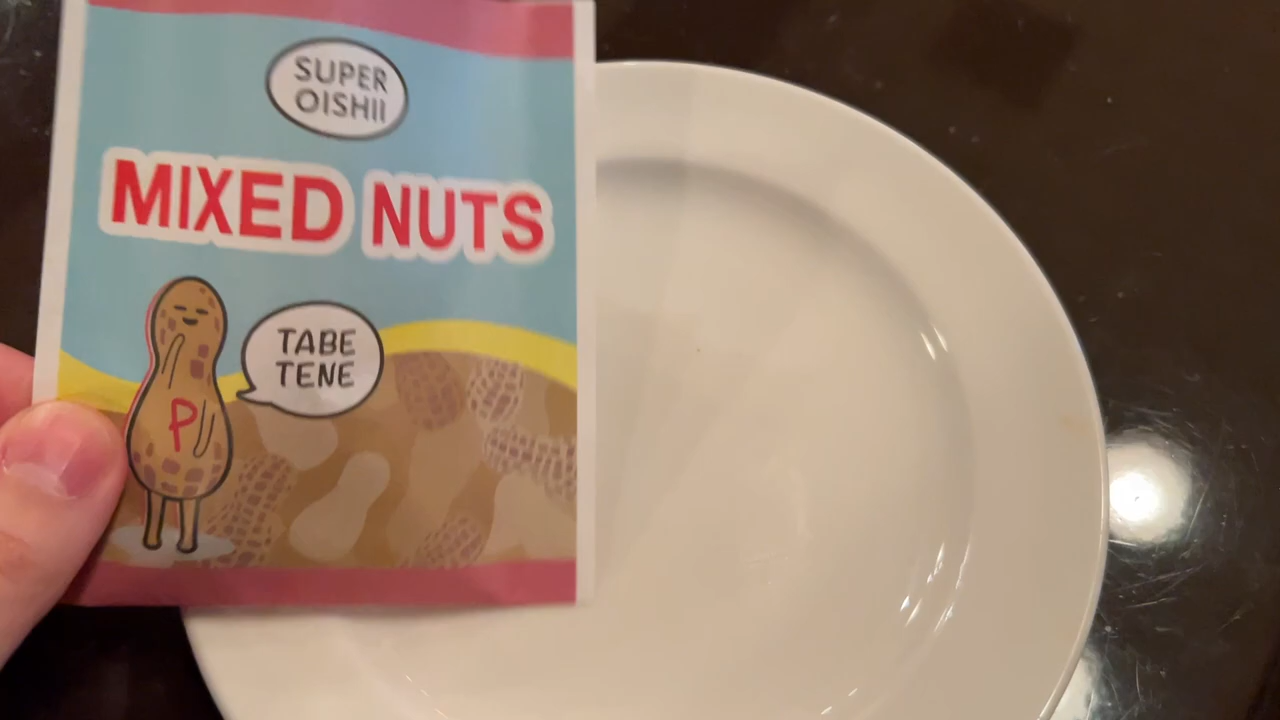 SUPER
OISHII
MIXED NUTS
TABE
TENE
P